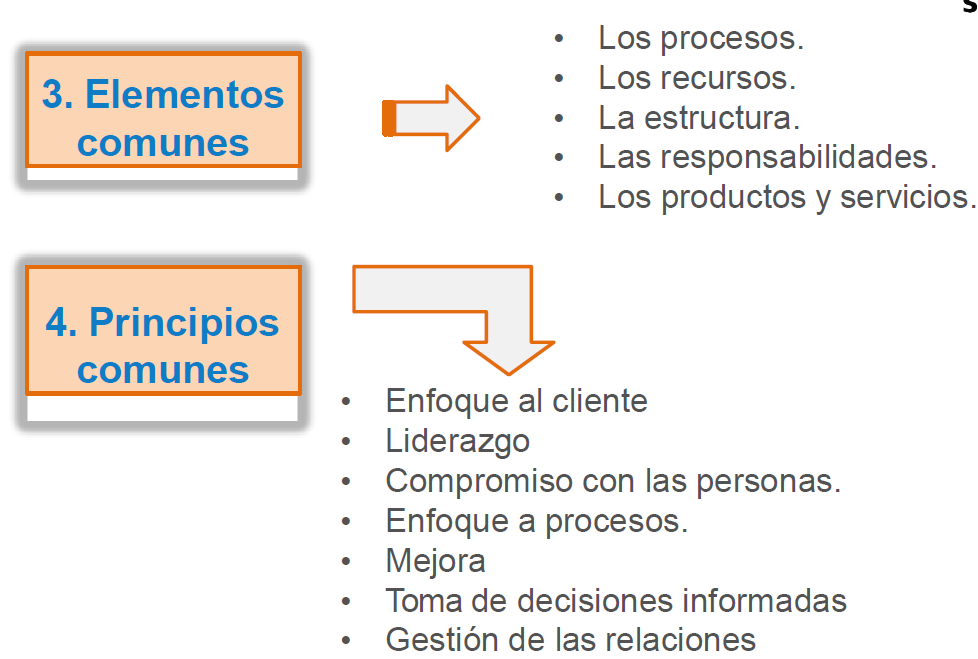 3. Elementos
comunes
• Los procesos.
• Los recursos.
• La estructura.
• Las responsabilidades.
• Los productos y servicios.
4. Principios
comunes
• Enfoque al cliente
• Liderazgo
• Compromiso con las personas.
• Enfoque a procesos.
• Mejora
• Toma de decisiones informadas
• Gestión de las relaciones